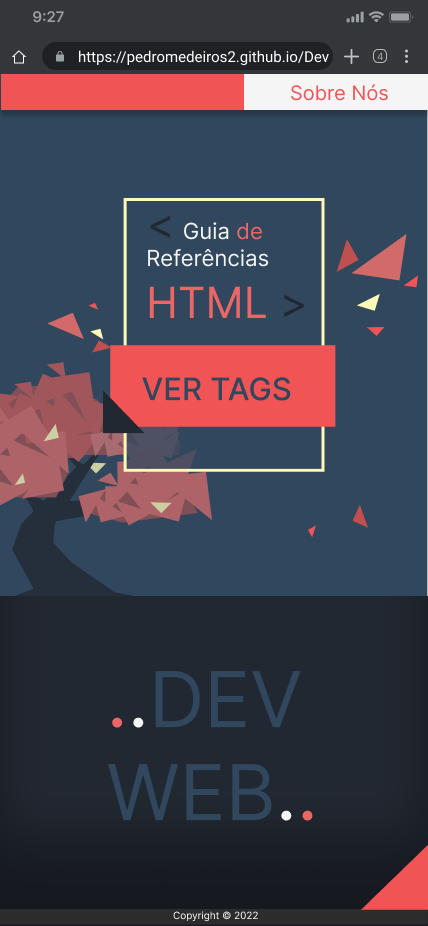 9:27
https://pedromedeiros2.github.io/Dev
4
Sobre Nós
< Guia de
Referências
HTML >
VER TAGS
..DEV
WEB..
Copyright © 2022